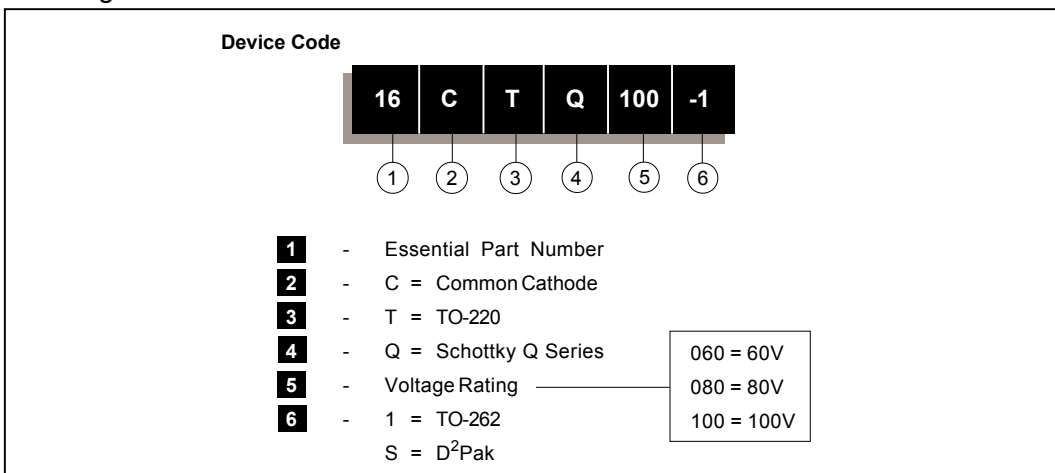 Device Code
16 C T Q 100 -1
1 2 3 4 5 6
1 - Essential Part Number
2 - C = Common Cathode
3 - T = TO-220
4 - Q = Schottky Q Series
5 - Voltage Rating
6 - 1 = TO-262
S = D²Pak
060 = 60V
080 = 80V
100 = 100V